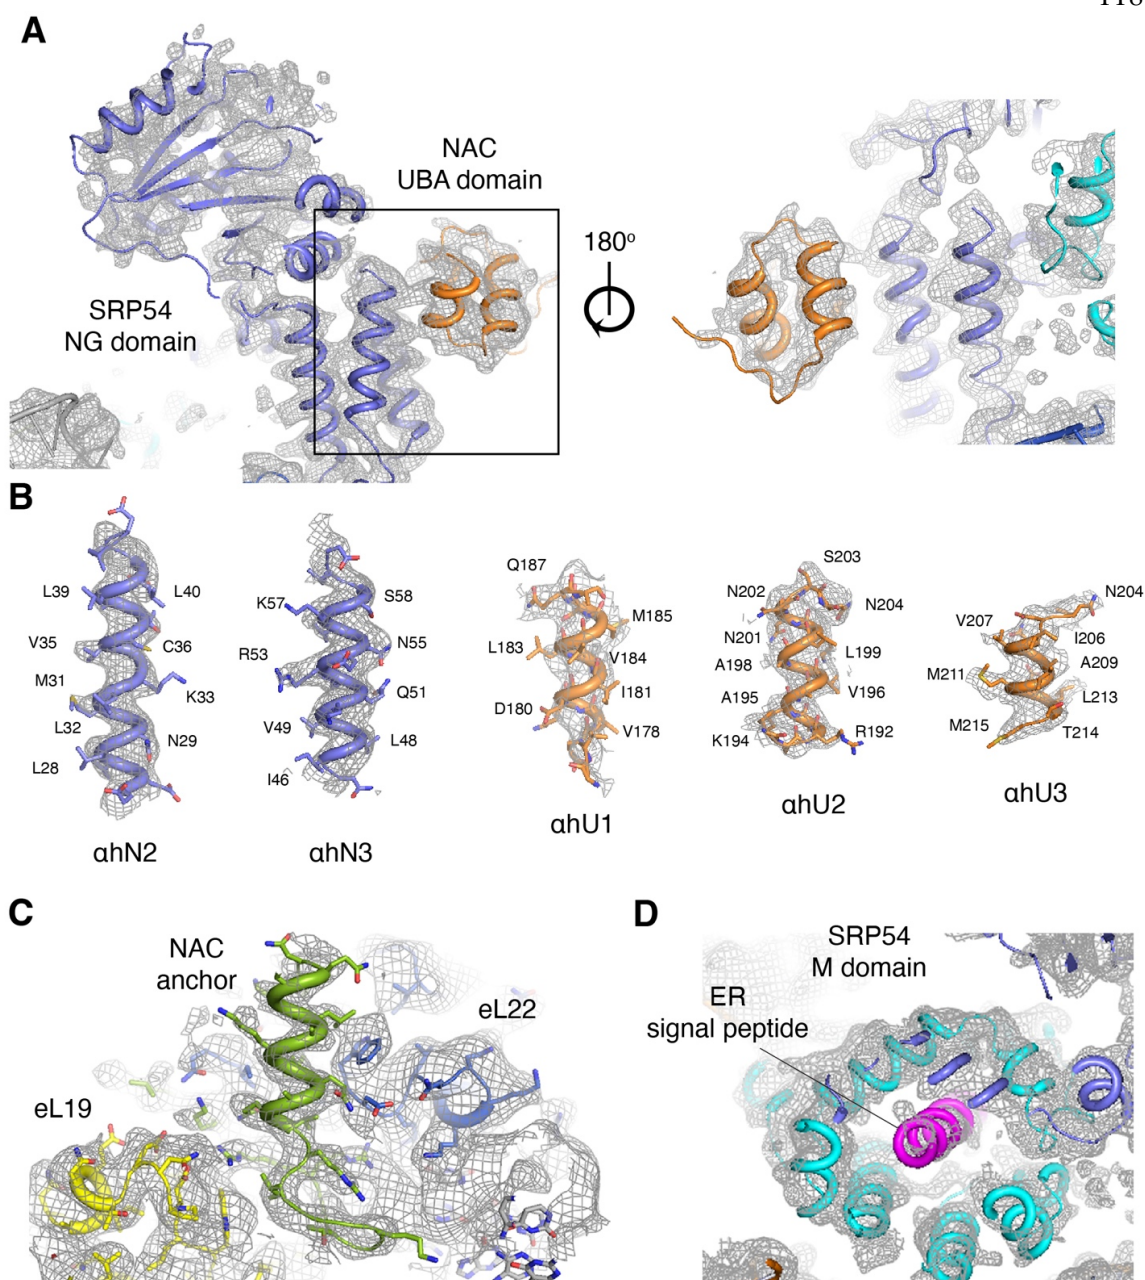 A
NAC
UBA domain
180º
SRP54
NG domain
B
L39
L40
V35
C36
M31
K33
L32
N29
L28
αhN2
K57
S58
R53
N55
Q51
V49
L48
I46
αhN3
Q187
M185
L183
V184
I181
D180
V178
αhU1
S203
N202
N204
N201
L199
A198
A195
V196
K194
R192
αhU2
N204
V207
I206
A209
M211
L213
M215
T214
αhU3
C
NAC
anchor
eL22
eL19
D
SRP54
M domain
ER
signal peptide